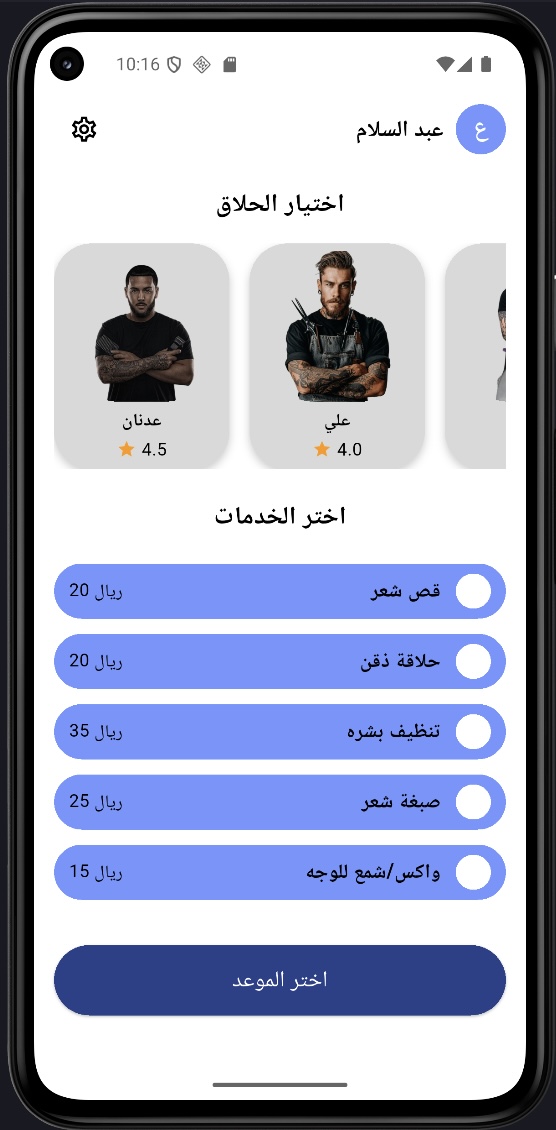 10:16
ع
عبد السلام
اختيار الحلاق
علي
4.0
عدنان
4.5
اختر الخدمات
قص شعر
20 ريال
حلاقة ذقن
20 ريال
تنظيف بشره
35 ريال
صبغة شعر
25 ريال
واكس/شمع للوجه
15 ريال
اختر الموعد